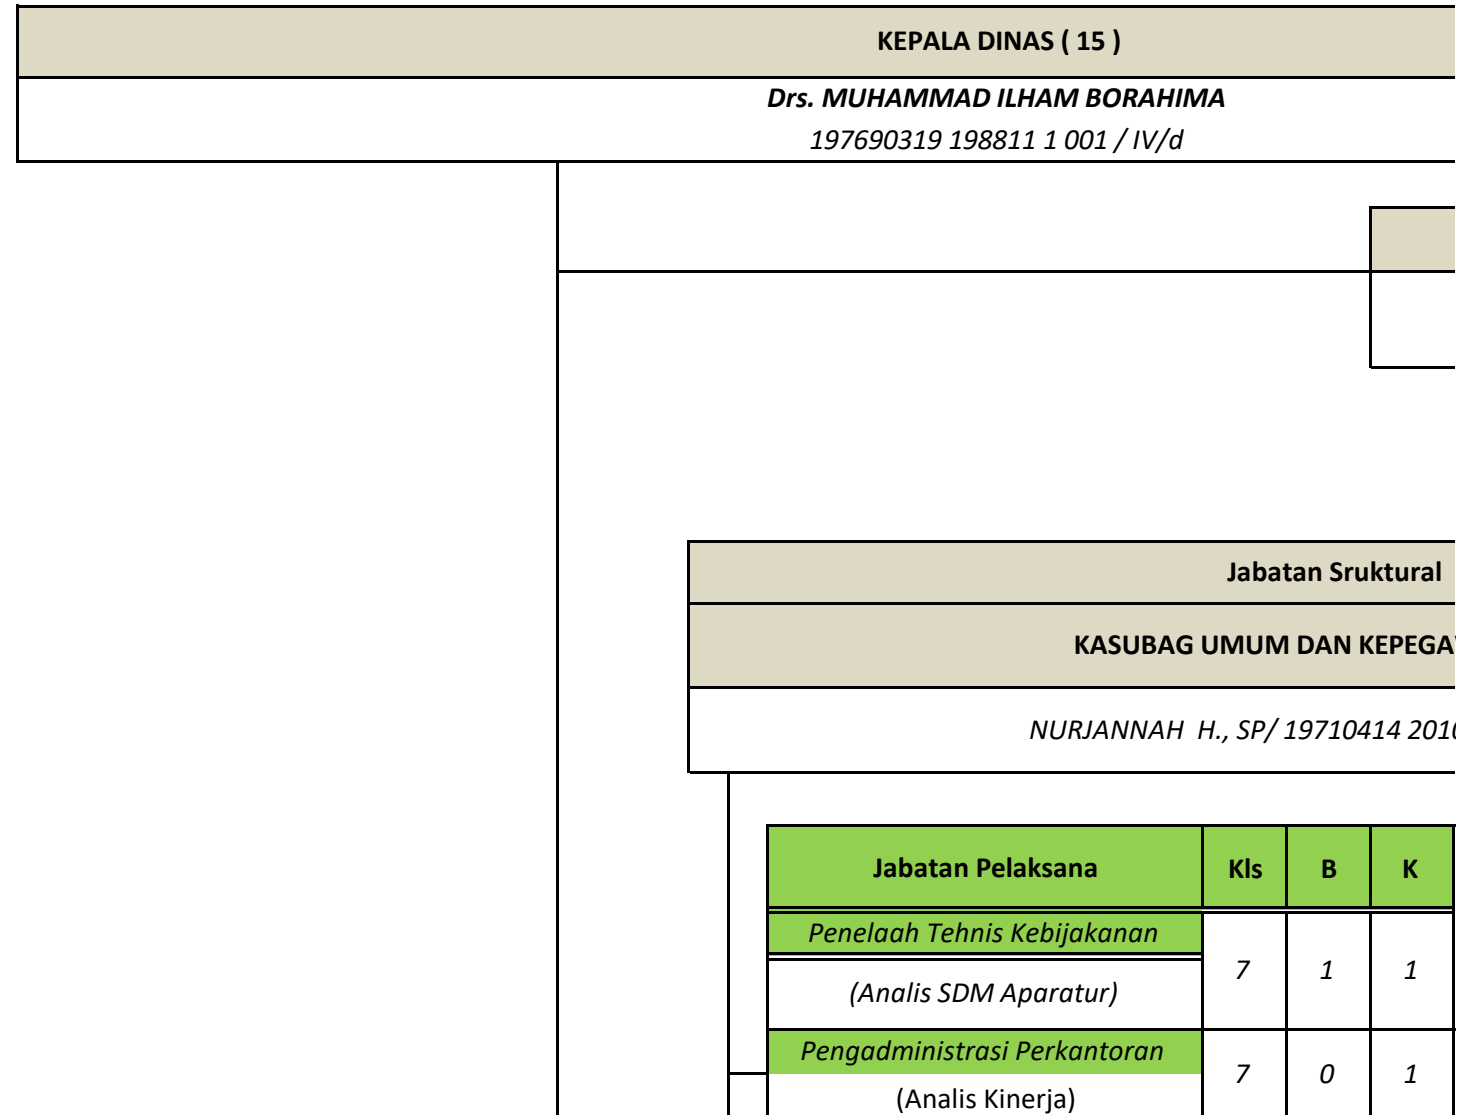 KEPALA DINAS ( 15 )
Drs. MUHAMMAD ILHAM BORAHIMA
197690319 198811 1 001 / IV/d
Jabatan Sruktural
KASUBAG UMUM DAN KEPEGA
NURJANNAH H., SP/ 19710414 2010
Jabatan Pelaksana Kls B K
Penelaah Tehnis Kebijakanan
(Analis SDM Aparatur) 7 1 1
Pengadministrasi Perkantoran
(Analis Kinerja) 7 0 1